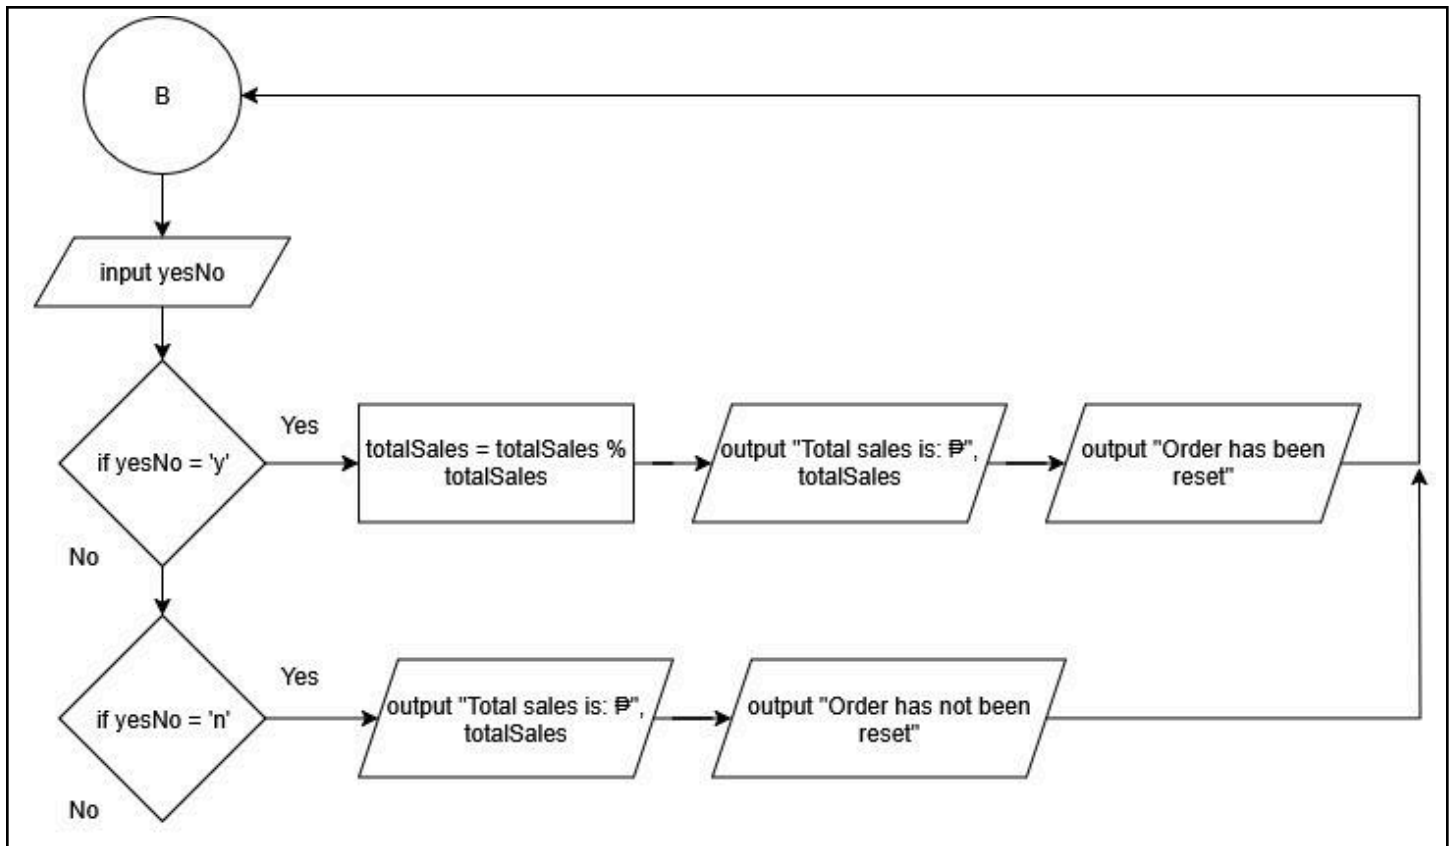 B
input yesNo
if yesNo = 'y'
Yes
totalSales = totalSales %
totalSales
output "Total sales is: ₱",
totalSales
output "Order has been
reset"
No
if yesNo = 'n'
Yes
output "Total sales is: ₱",
totalSales
output "Order has not been
reset"
No